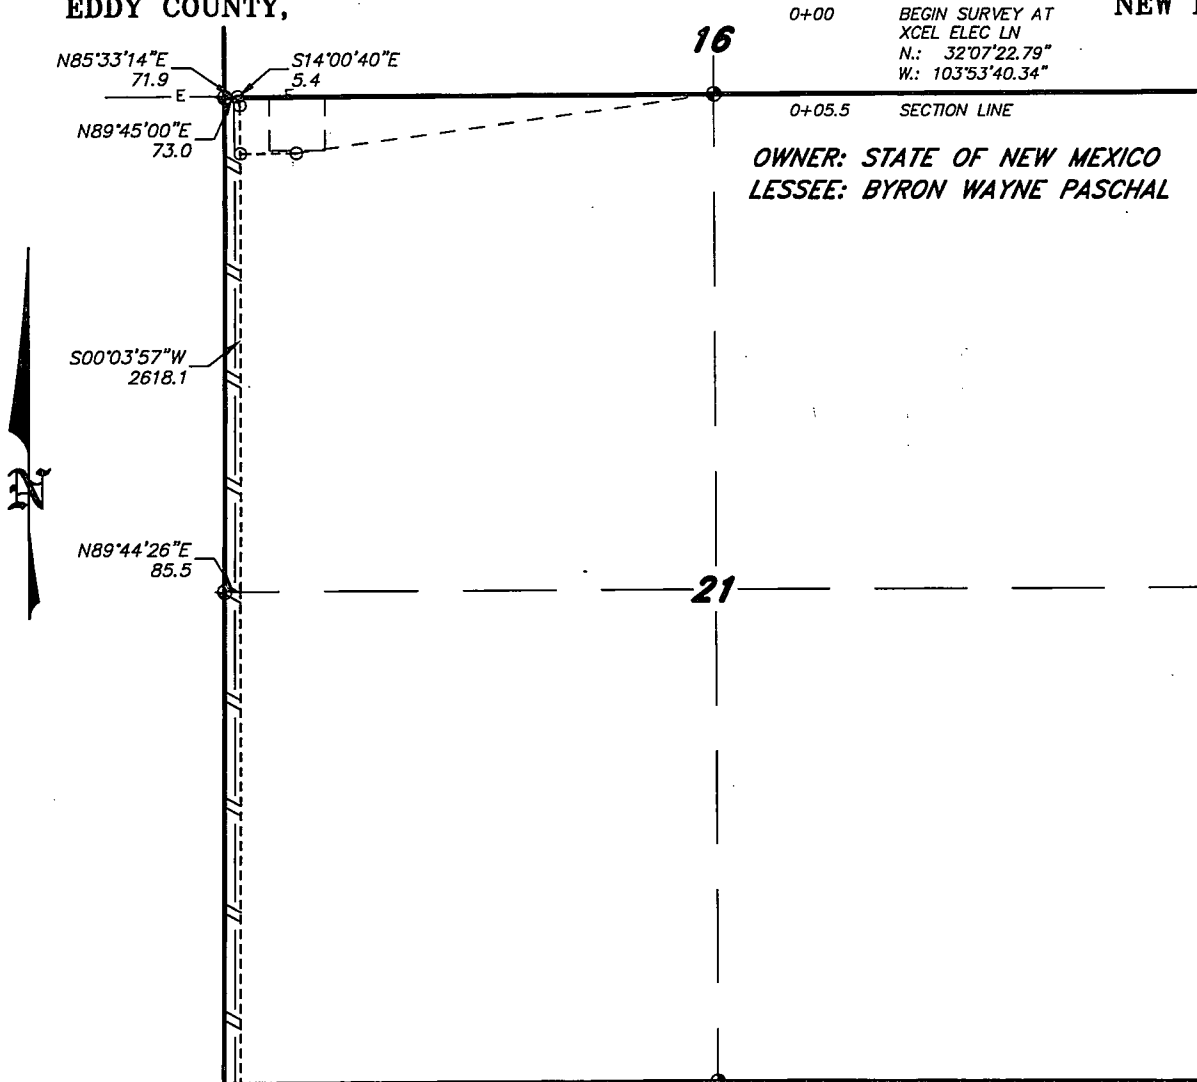 EDDY COUNTY,
NEW
0+00 BEGIN SURVEY AT
XCEL ELEC LN
N.: 32°07'22.79"
W.: 103°53'40.34"
16
N85°33'14"E
71.9
S14°00'40"E
5.4
E
E
N89°45'00"E
73.0
0+05.5 SECTION LINE
OWNER: STATE OF NEW MEXICO
LESSEE: BYRON WAYNE PASCHAL
S00°03'57"W
2618.1
N
N89°44'26"E
85.5
21